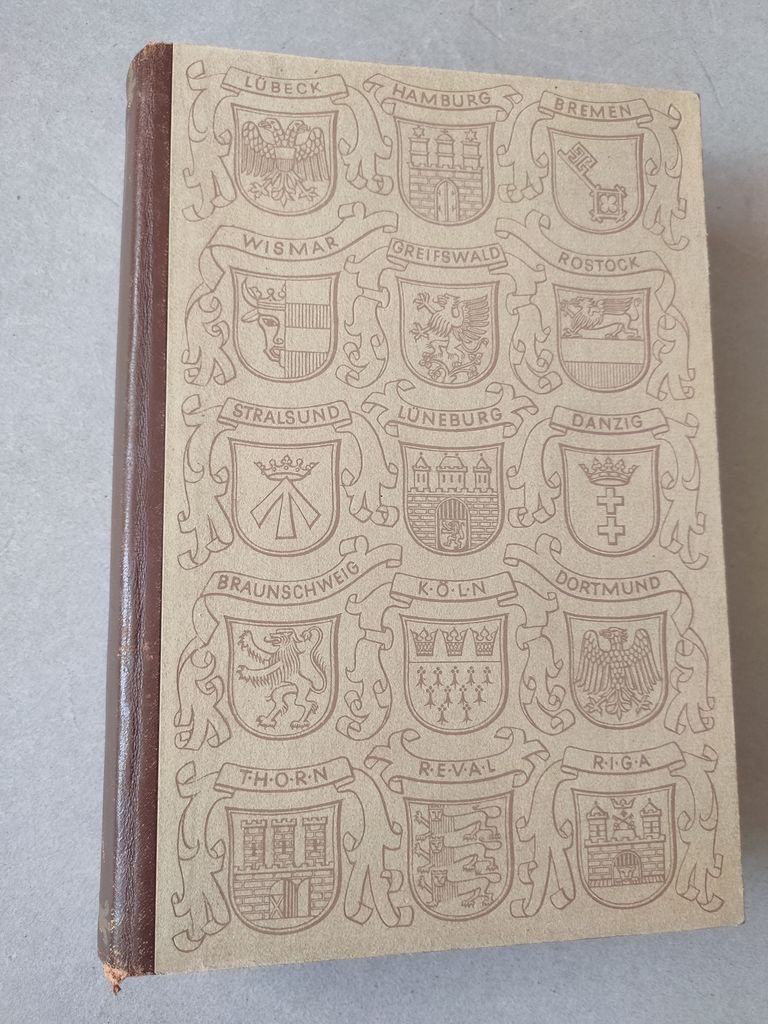 LÜBECK
HAMBURG
BREMEN
WISMAR
GREIFSWALD
ROSTOCK
STRALSUND
LÜNEBURG
DANZIG
BRAUNSCHWEIG
K·Ö·L·N
DORTMUND
T·H·O·R·N
R·E·V·A·L
R·I·G·A